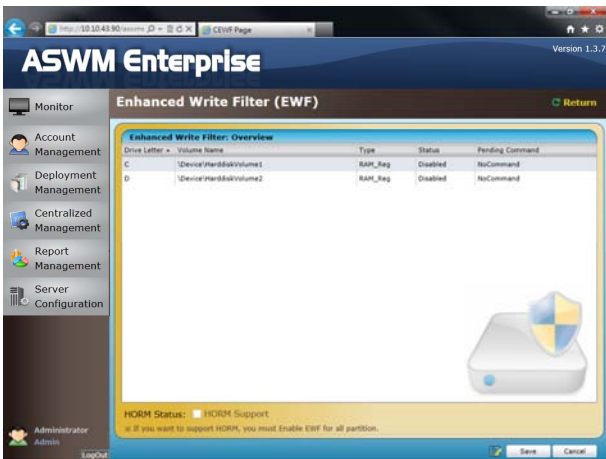 http://10.10.43.90/
CEWF Page
ASWM Enterprise
Version 1.3.7
Monitor
Account Management
Deployment Management
Centralized Management
Report Management
Server Configuration
Enhanced Write Filter (EWF)
Return
Enhanced Write Filter: Overview
Drive Letter Volume Name Type Status Pending Command
C \Device\HarddiskVolume1 RAM_Reg Disabled NoCommand
D \Device\HarddiskVolume2 RAM_Reg Disabled NoCommand
HORM Status: HORM Support
※ If you want to support HORM, you must Enable EWF for all partition.
Administrator
Admin
LogOut
Save Cancel